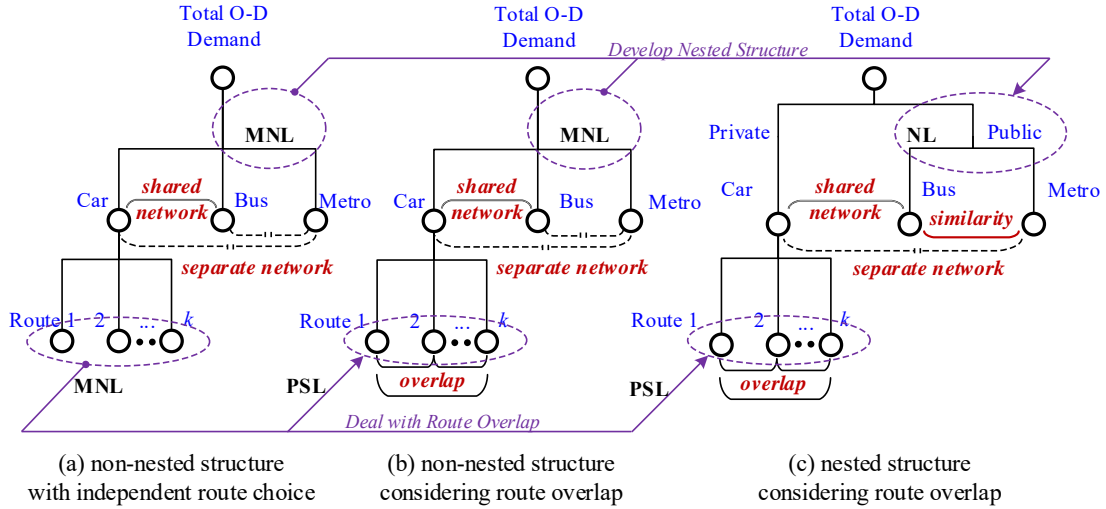 Total O-D
Demand
MNL
Car
shared
network
Bus
Metro
separate network
Route 1
2
...
k
MNL
(a) non-nested structure
with independent route choice
Total O-D
Demand
MNL
Car
shared
network
Bus
Metro
separate network
Route 1
2
...
k
PSL
overlap
(b) non-nested structure
considering route overlap
Total O-D
Demand
Develop Nested Structure
Private
NL
Public
Car
shared
network
Bus
similarity
Metro
separate network
Route 1
2
...
k
PSL
overlap
Deal with Route Overlap
(c) nested structure
considering route overlap